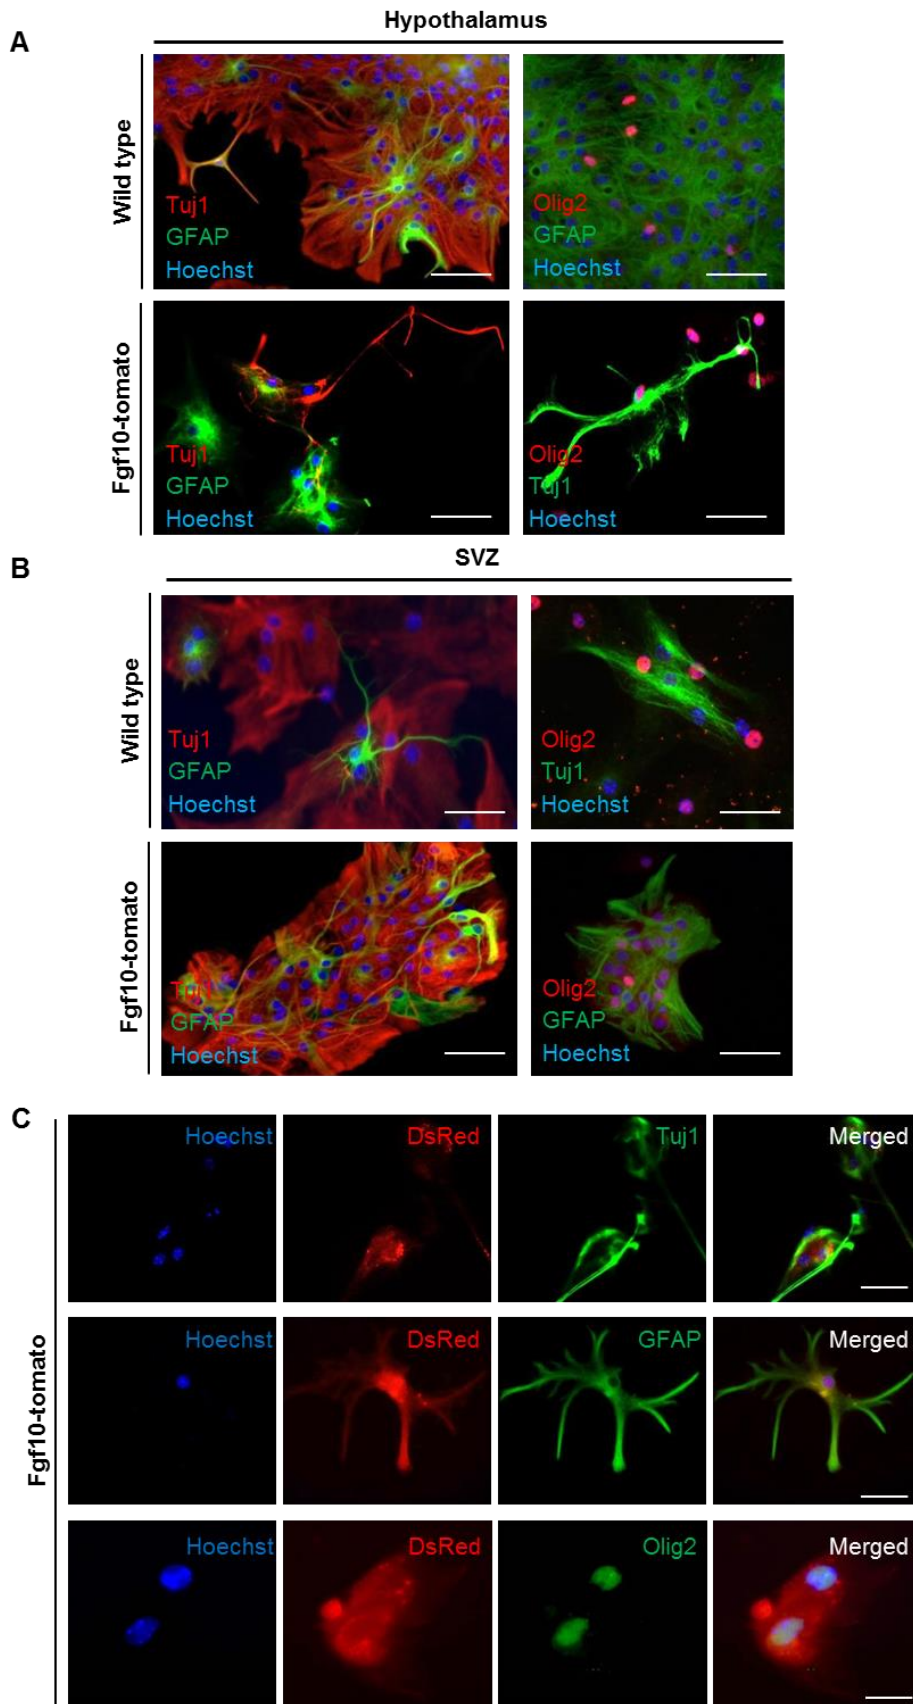 Hypothalamus
A
Wild type
Tuj1
GFAP
Hoechst
Olig2
GFAP
Hoechst
Fgf10-tomato
Tuj1
GFAP
Hoechst
Olig2
Tuj1
Hoechst
B
SVZ
Wild type
Tuj1
GFAP
Hoechst
Olig2
Tuj1
Hoechst
Fgf10-tomato
Tuj1
GFAP
Hoechst
Olig2
GFAP
Hoechst
C
Fgf10-tomato
Hoechst
DsRed
Tuj1
Merged
Hoechst
DsRed
GFAP
Merged
Hoechst
DsRed
Olig2
Merged